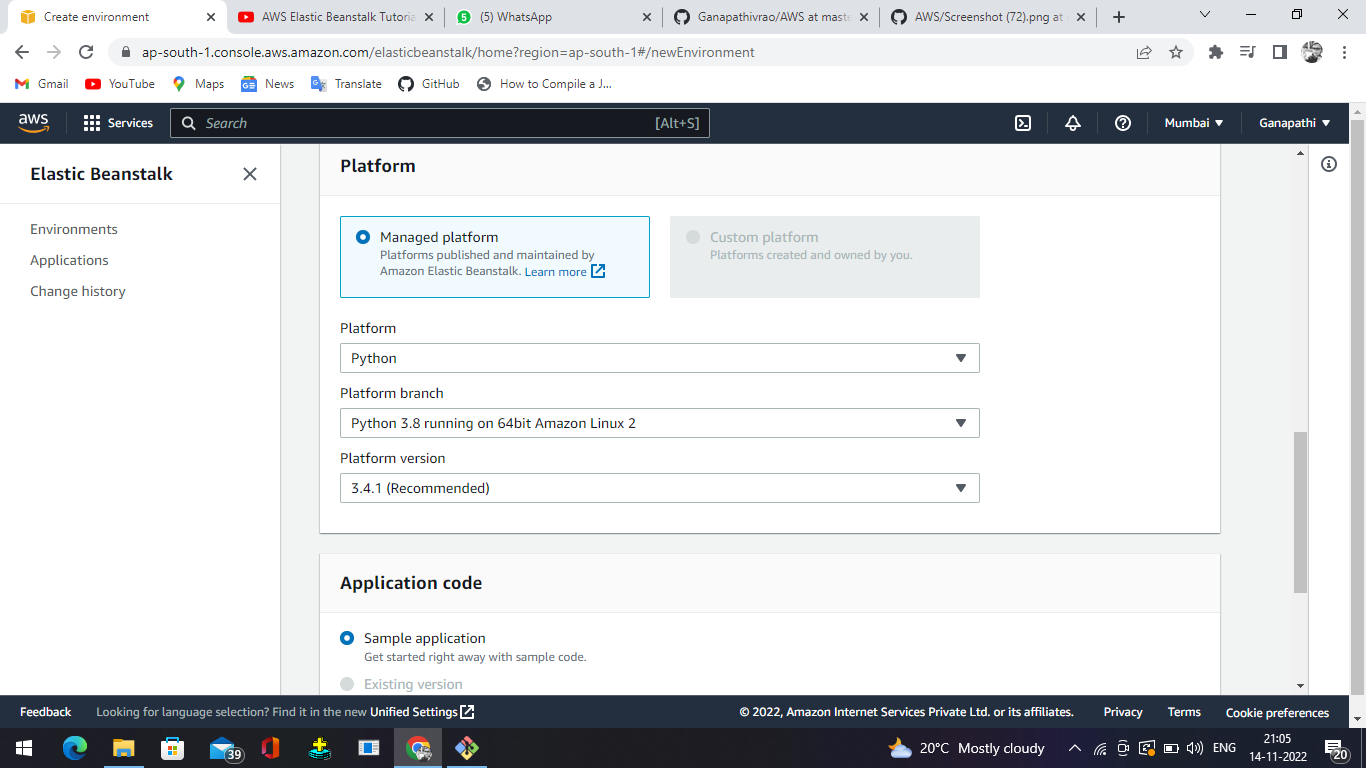 Create environment
AWS Elastic Beanstalk Tutoria
(5) WhatsApp
Ganapathivrao/AWS at maste
AWS/Screenshot (72).png at
ap-south-1.console.aws.amazon.com/elasticbeanstalk/home?region=ap-south-1#/newEnvironment
Gmail
YouTube
Maps
News
Translate
GitHub
How to Compile a J...
aws
Services
Search
[Alt+S]
Mumbai
Ganapathi
Elastic Beanstalk
Environments
Applications
Change history
Platform
Managed platform
Platforms published and maintained by
Amazon Elastic Beanstalk. Learn more
Custom platform
Platforms created and owned by you.
Platform
Python
Platform branch
Python 3.8 running on 64bit Amazon Linux 2
Platform version
3.4.1 (Recommended)
Application code
Sample application
Get started right away with sample code.
Existing version
Feedback
Looking for language selection? Find it in the new Unified Settings
© 2022, Amazon Internet Services Private Ltd. or its affiliates.
Privacy
Terms
Cookie preferences
39
20°C Mostly cloudy
ENG
21:05
14-11-2022
20